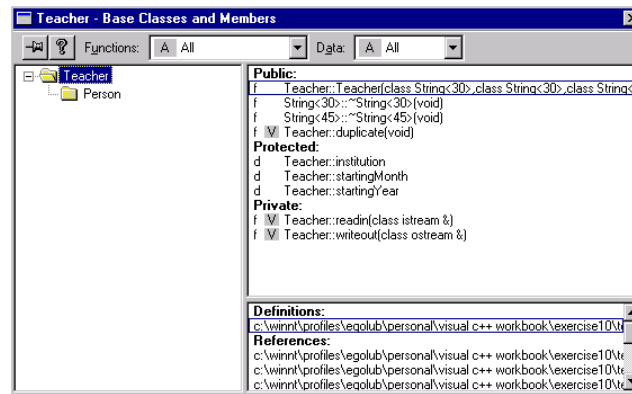 Teacher - Base Classes and Members
Functions: A All Data: A All
Teacher
Person
Public:
f Teacher::Teacher(class String<30>,class String<30>,class String<
f String<30>::~String<30>(void)
f String<45>::~String<45>(void)
f V Teacher::duplicate(void)
Protected:
d Teacher::institution
d Teacher::startingMonth
d Teacher::startingYear
Private:
f V Teacher::readin(class istream &)
f V Teacher::writeout(class ostream &)
Definitions:
c:\winnt\profiles\egolub\personal\visual c++ workbook\exercise10\te
References:
c:\winnt\profiles\egolub\personal\visual c++ workbook\exercise10\te
c:\winnt\profiles\egolub\personal\visual c++ workbook\exercise10\te
c:\winnt\profiles\egolub\personal\visual c++ workbook\exercise10\te